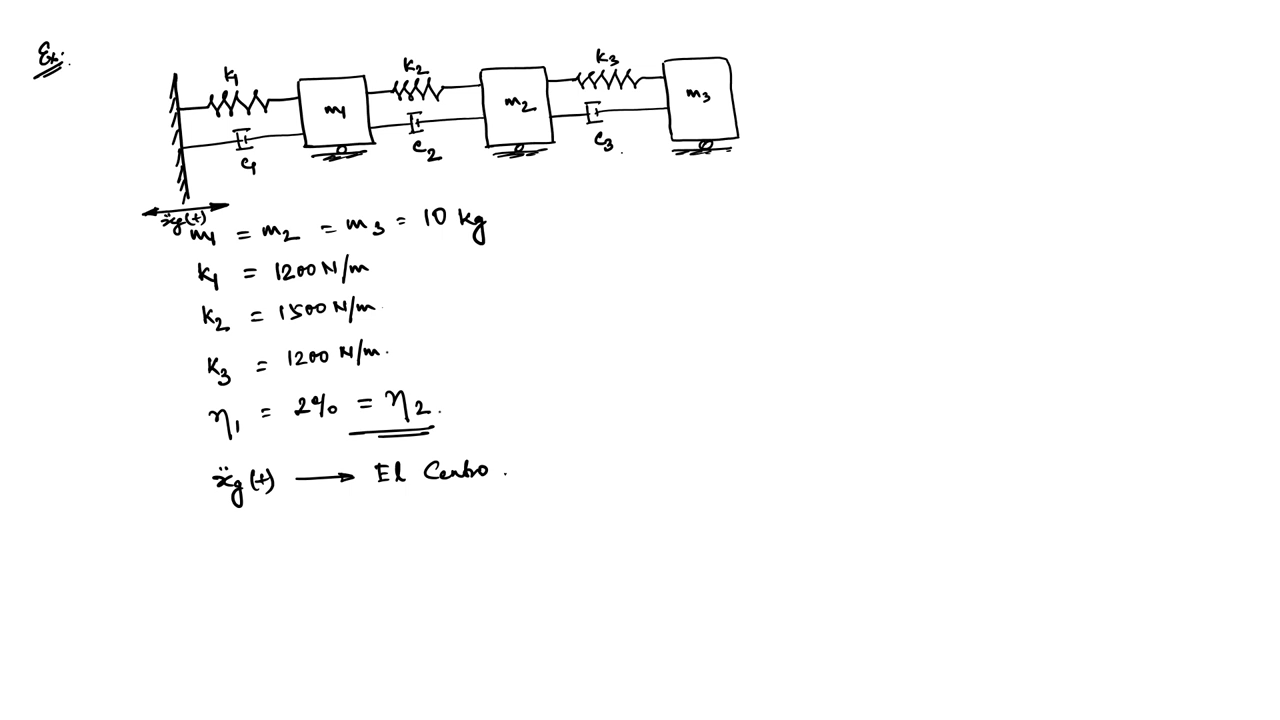 Ex:
k₁ k₂ k₃
m₁ m₂ m₃
c₁ c₂ c₃
ẍg(t)
m₁ = m₂ = m₃ = 10 kg
k₁ = 1200 N/m
k₂ = 1500 N/m
k₃ = 1200 N/m.
η₁ = 2% = η₂.
ẍg(t) → El Centro.